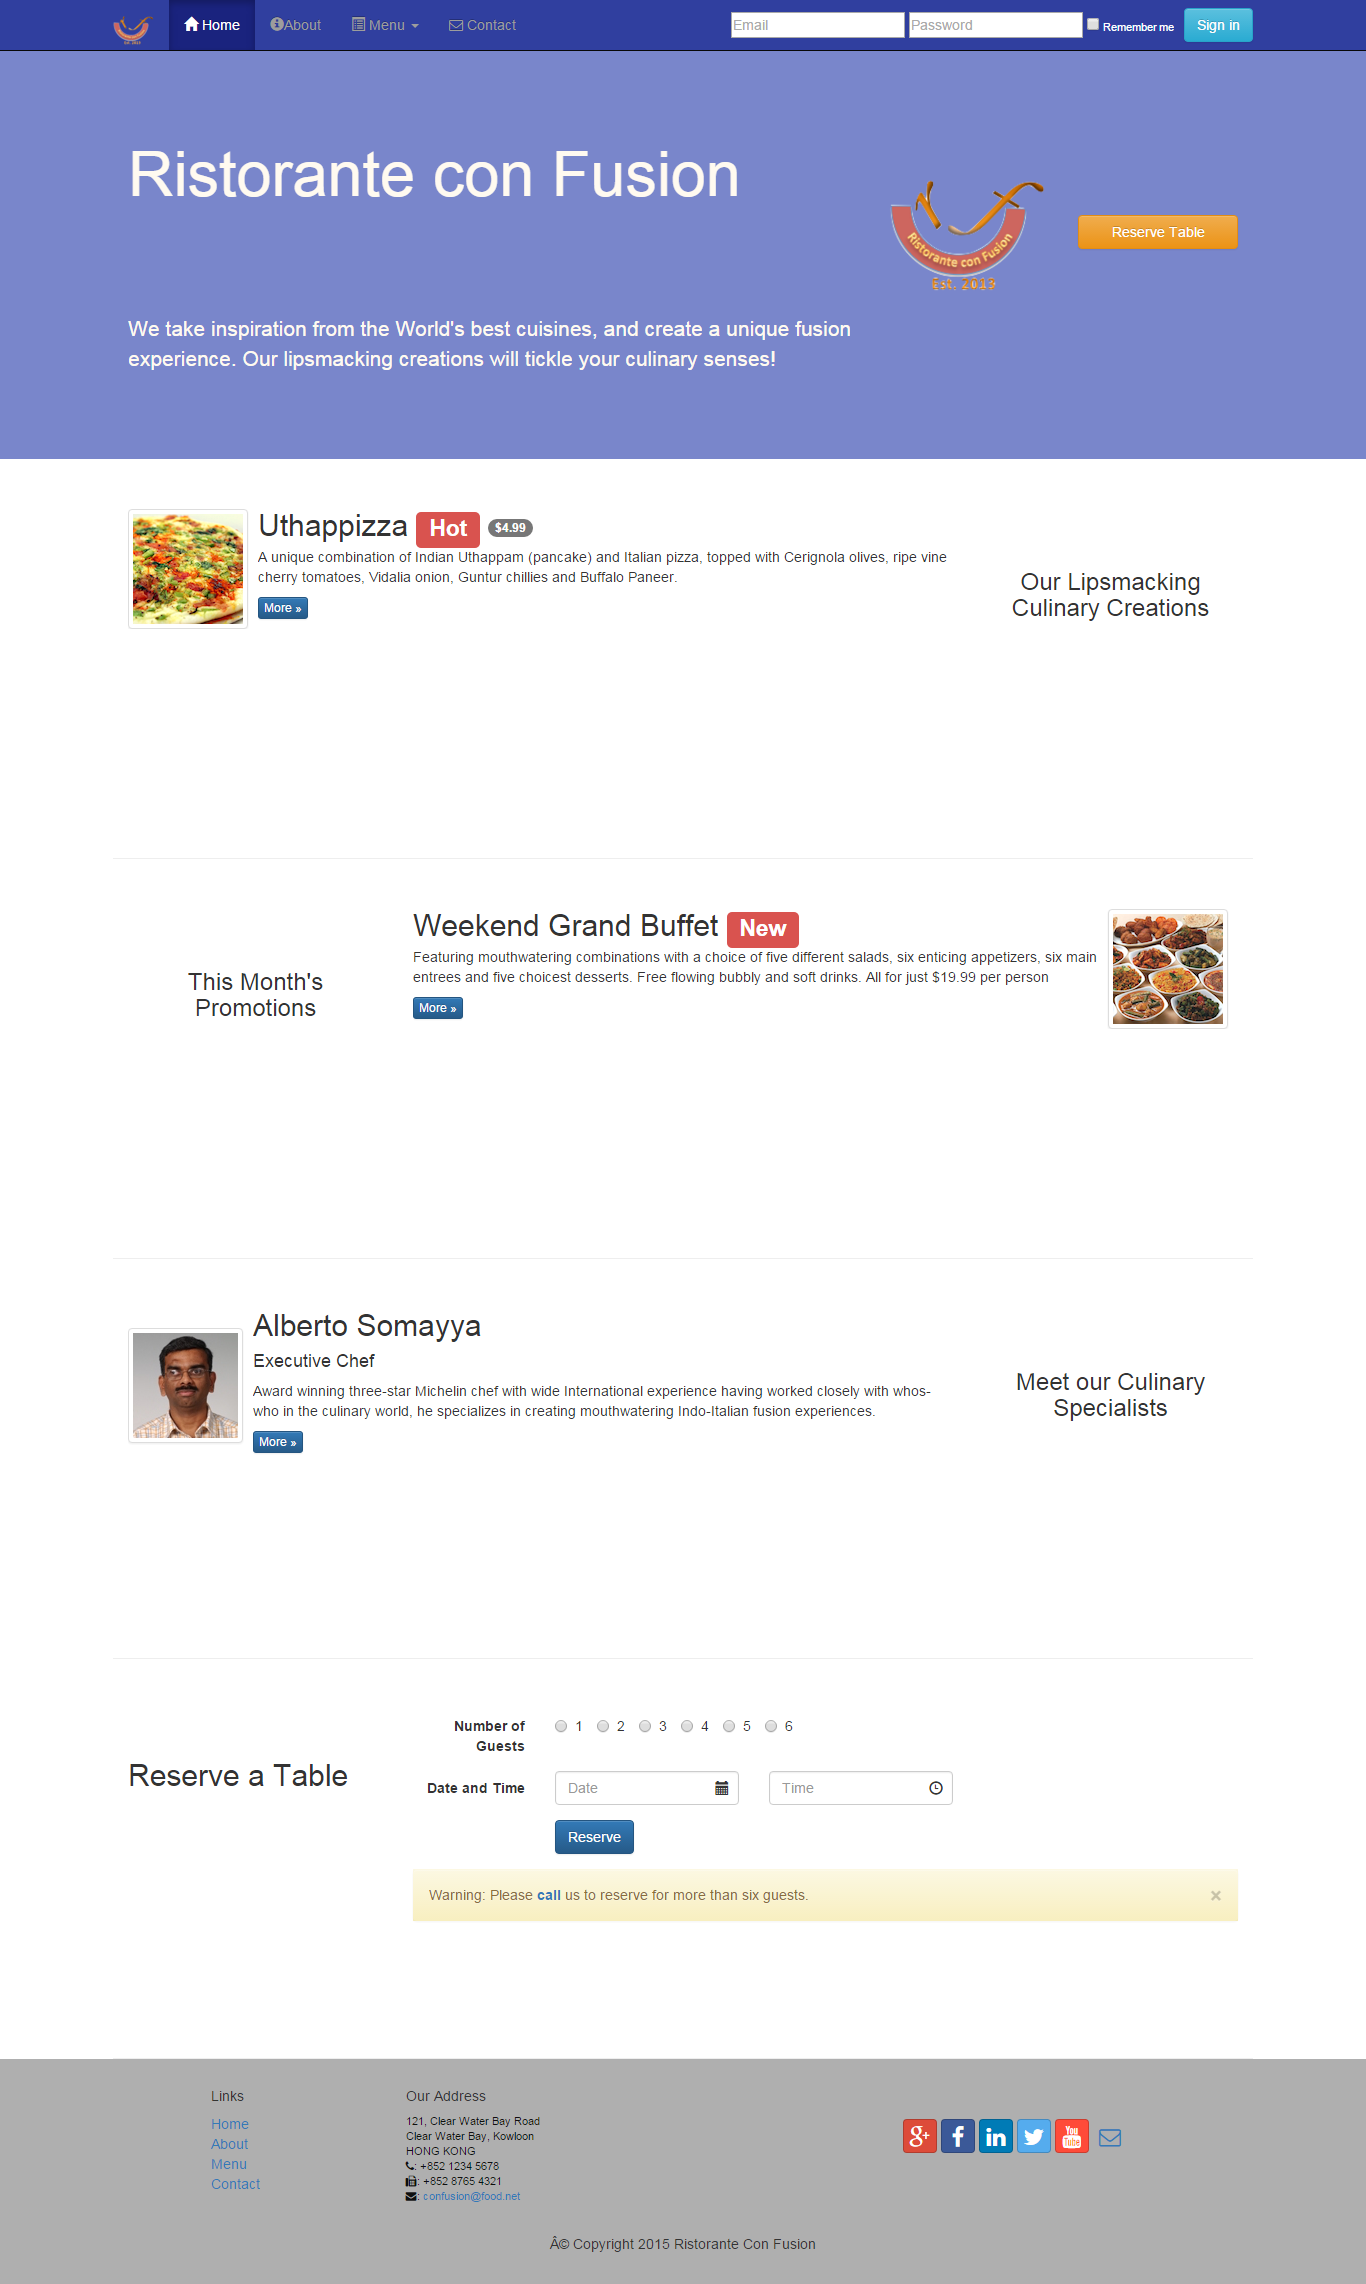 Home
About
Menu
Contact
Email
Password
Remember me
Sign in
Ristorante con Fusion
Ristorante con Fusion
Est. 2013
Reserve Table
We take inspiration from the World's best cuisines, and create a unique fusion
experience. Our lipsmacking creations will tickle your culinary senses!
Uthappizza Hot $4.99
A unique combination of Indian Uthappam (pancake) and Italian pizza, topped with Cerignola olives, ripe vine
cherry tomatoes, Vidalia onion, Guntur chillies and Buffalo Paneer.
More »
Our Lipsmacking
Culinary Creations
This Month's
Promotions
Weekend Grand Buffet New
Featuring mouthwatering combinations with a choice of five different salads, six enticing appetizers, six main
entrees and five choicest desserts. Free flowing bubbly and soft drinks. All for just $19.99 per person
More »
Alberto Somayya
Executive Chef
Award winning three-star Michelin chef with wide International experience having worked closely with whos-
who in the culinary world, he specializes in creating mouthwatering Indo-Italian fusion experiences.
More »
Meet our Culinary
Specialists
Reserve a Table
Number of
Guests
1 2 3 4 5 6
Date and Time
Date
Time
Reserve
Warning: Please call us to reserve for more than six guests.
×
Links
Home
About
Menu
Contact
Our Address
121, Clear Water Bay Road
Clear Water Bay, Kowloon
HONG KONG
: +852 1234 5678
: +852 8765 4321
: confusion@food.net
g+ f in You Tube
Â© Copyright 2015 Ristorante Con Fusion